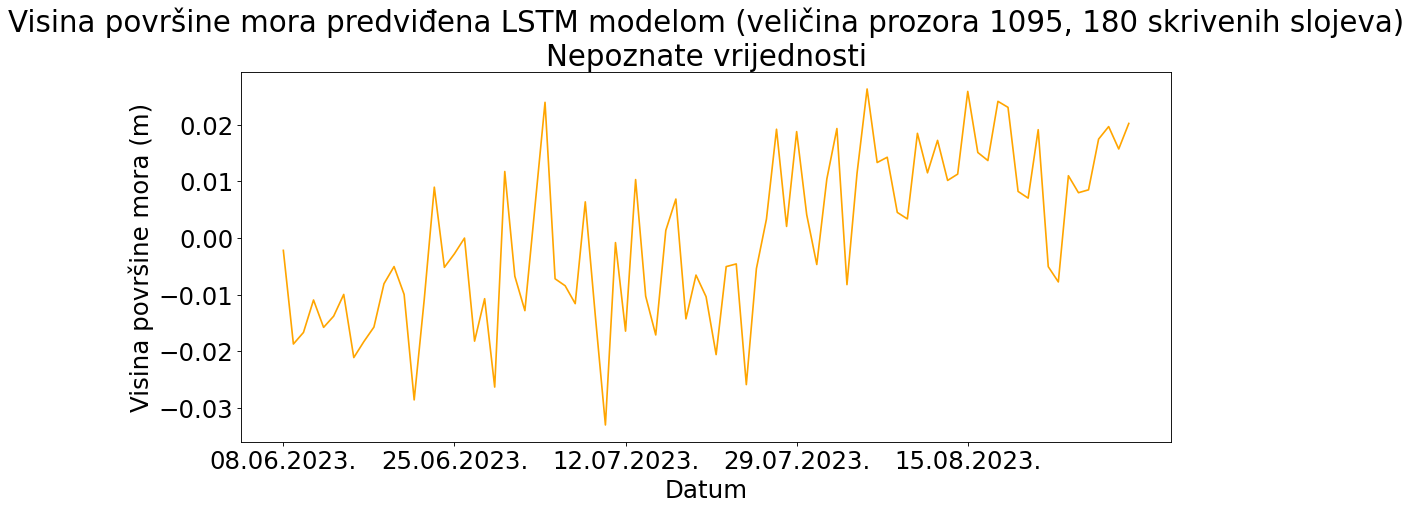 Visina površine mora predviđena LSTM modelom (veličina prozora 1095, 180 skrivenih slojeva)
Nepoznate vrijednosti
Visina površine mora (m)
0.02
0.01
0.00
−0.01
−0.02
−0.03
08.06.2023. 25.06.2023. 12.07.2023. 29.07.2023. 15.08.2023.
Datum